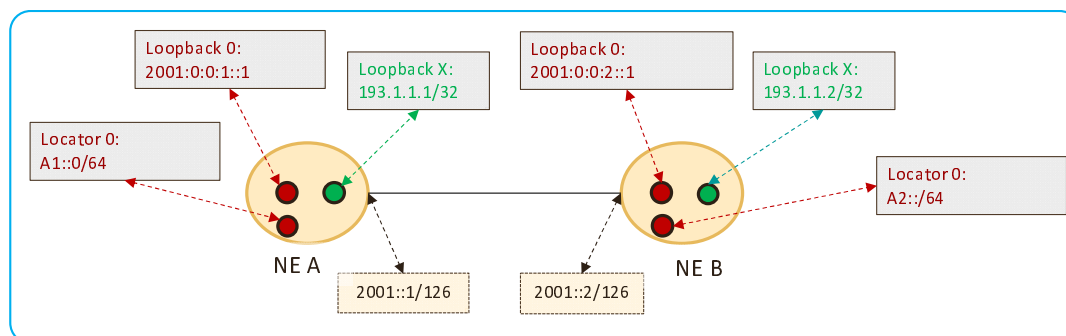 Loopback 0:
2001:0:0:1::1
Loopback X:
193.1.1.1/32
Loopback 0:
2001:0:0:2::1
Loopback X:
193.1.1.2/32
Locator 0:
A1::0/64
Locator 0:
A2::/64
NE A
NE B
2001::1/126
2001::2/126